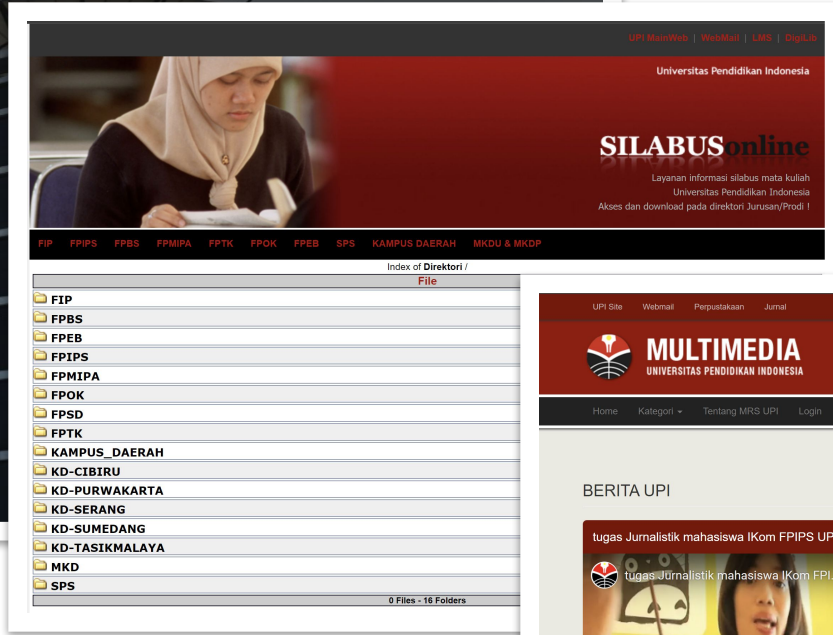 UPI MainWeb | WebMail | LMS | DigiLib
Universitas Pendidikan Indonesia
SILABUSonline
Layanan informasi silabus mata kuliah
Universitas Pendidikan Indonesia
Akses dan download pada direktori Jurusan/Prodi !
FIP FPIPS FPBS FPMIPA FPTK FPOK FPEB SPS KAMPUS DAERAH MKDU & MKDP
Index of Direktori /
File
FIP
FPBS
FPEB
FPIPS
FPMIPA
FPOK
FPSD
FPTK
KAMPUS_DAERAH
KD-CIBIRU
KD-PURWAKARTA
KD-SERANG
KD-SUMEDANG
KD-TASIKMALAYA
MKD
SPS
0 Files - 16 Folders
UPI Site Webmail Perpustakaan Jurnal
MULTIMEDIA
UNIVERSITAS PENDIDIKAN INDONESIA
Home Kategori Tentang MRS UPI Login
BERITA UPI
tugas Jurnalistik mahasiswa IKom FPIPS UP
tugas Jurnalistik mahasiswa IKom FPI...